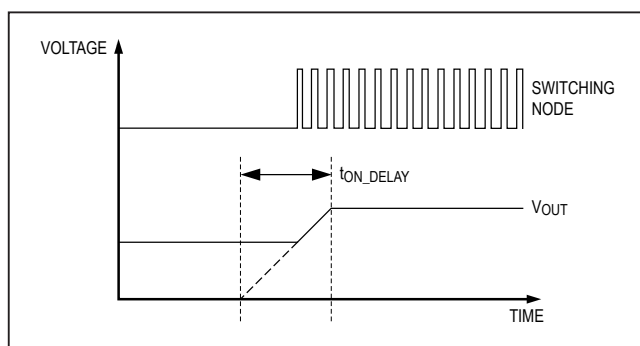 VOLTAGE
SWITCHING
NODE
tON_DELAY
VOUT
TIME